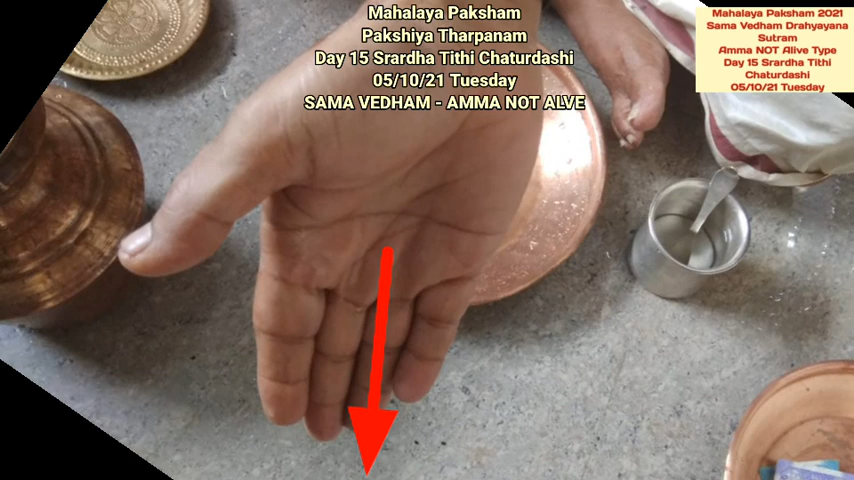 Mahalaya Paksham
Pakshiya Tharpanam
Day 15 Srardha Tithi Chaturdashi
05/10/21 Tuesday
SAMA VEDHAM - AMMA NOT ALVE
Mahalaya Paksham 2021
Sama Vedham Drahyayana
Sutram
Amma NOT Alive Type
Day 15 Srardha Tithi
Chaturdashi
05/10/21 Tuesday